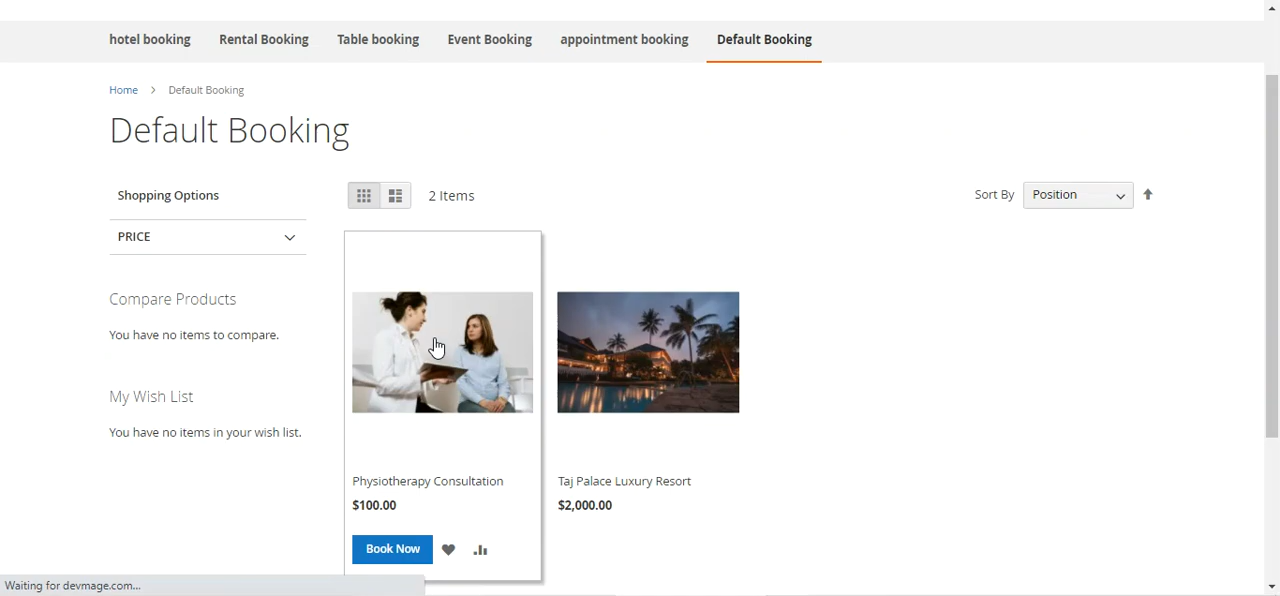 hotel booking Rental Booking Table booking Event Booking appointment booking Default Booking
Home > Default Booking
Default Booking
Shopping Options
2 Items
Sort By Position
PRICE
Compare Products
You have no items to compare.
My Wish List
You have no items in your wish list.
Physiotherapy Consultation
$100.00
Book Now
Taj Palace Luxury Resort
$2,000.00
Waiting for devmage.com...